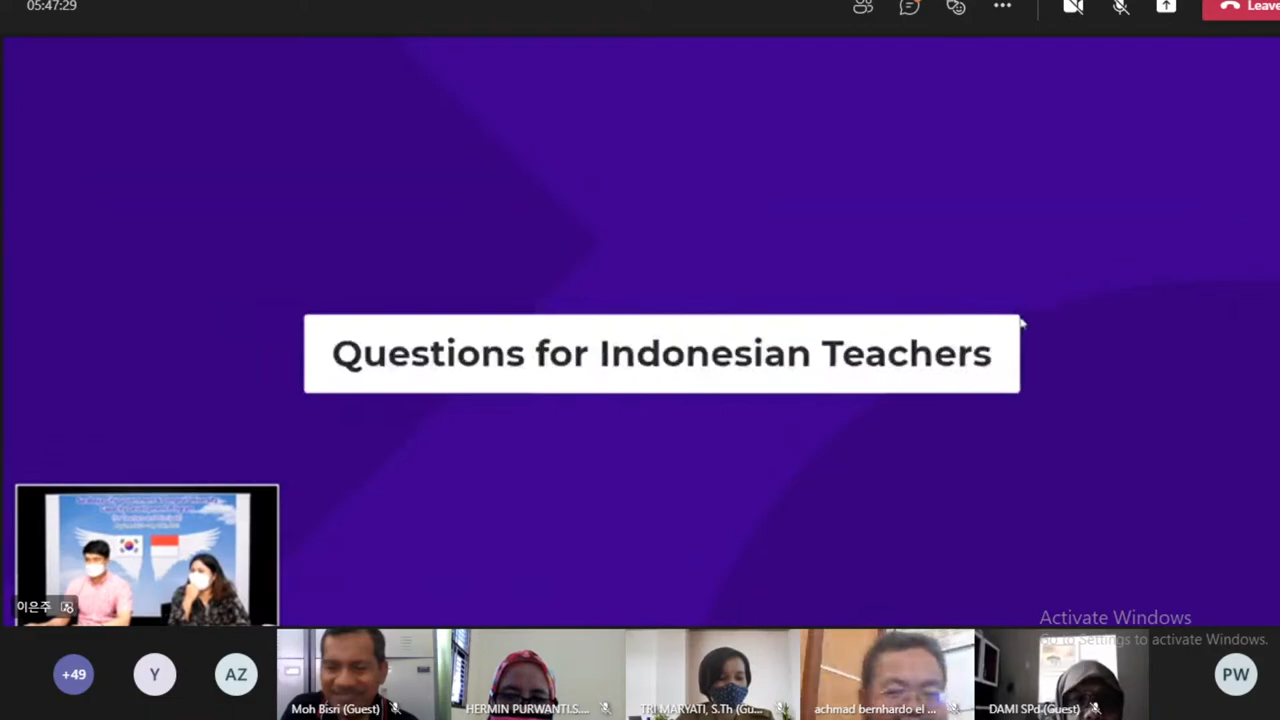 05:47:29
Leave
Questions for Indonesian Teachers
이은주
Activate Windows
Go to Settings to activate Windows.
+49
Y
AZ
Moh Bisri (Guest)
HERMIN PURWANTI.S....
TRI MARYATI, S.Th (Gu...
achmad bernhardo el ...
DAMI SPd (Guest)
PW